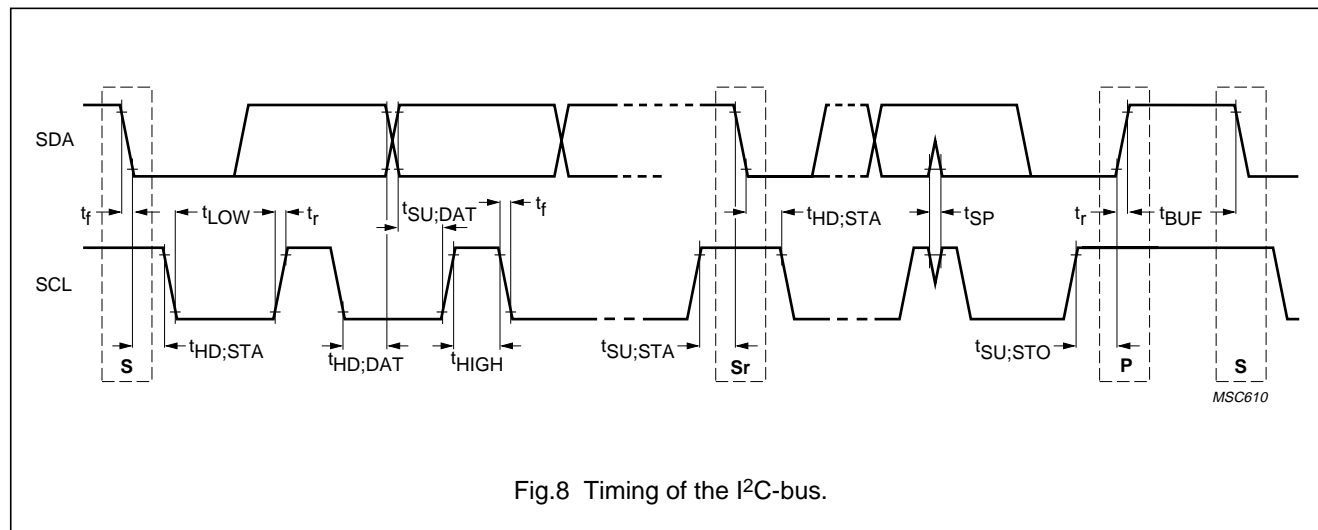 SDA
t_f t_LOW t_r t_SU;DAT t_f t_HD;STA t_SP t_r t_BUF
SCL
t_HD;STA t_HD;DAT t_HIGH t_SU;STA t_SU;STO
S Sr P S
MSC610
Fig.8 Timing of the I²C-bus.